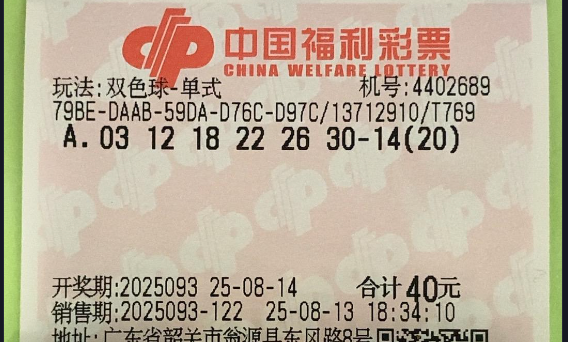 中国福利彩票
CHINA WELFARE LOTTERY
玩法:双色球-单式 机号:4402689
79BE-DAAB-59DA-D76C-D97C/13712910/T769
A. 03 12 18 22 26 30-14(20)
开奖期:2025093 25-08-14 合计40元
销售期:2025093-122 25-08-13 18:34:10
地址:广东省韶关市翁源县东风路8号